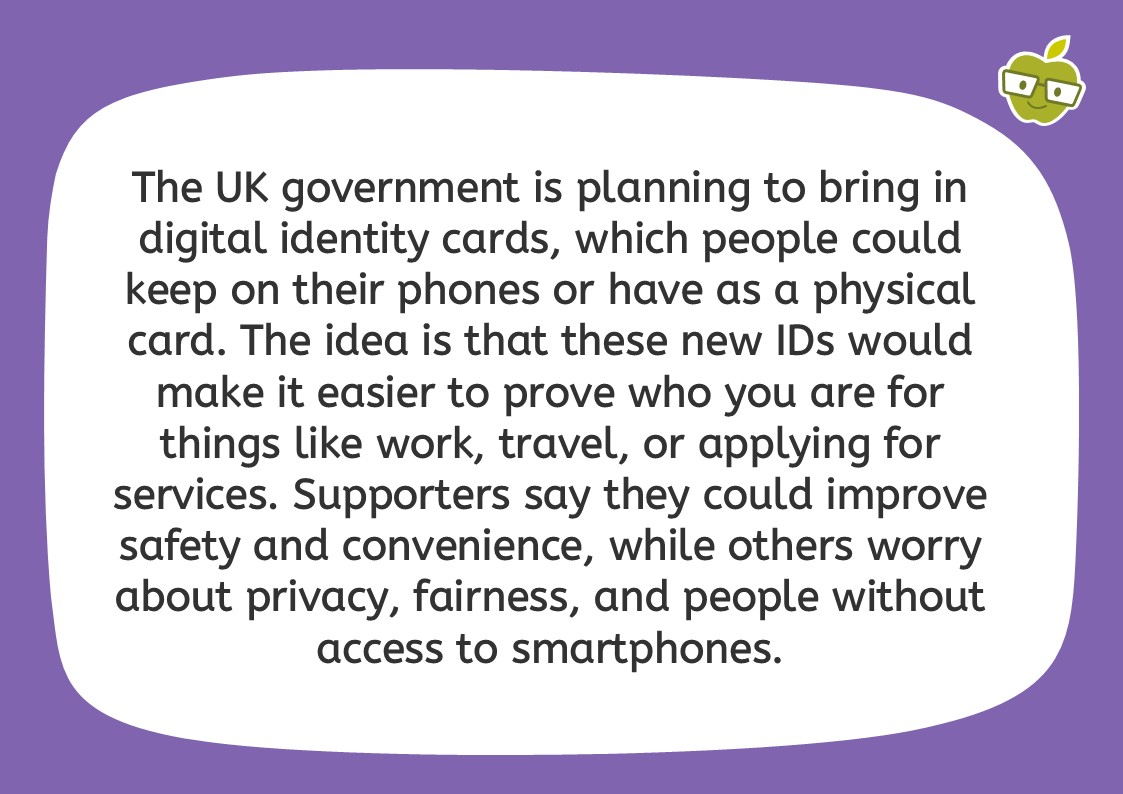 The UK government is planning to bring in
digital identity cards, which people could
keep on their phones or have as a physical
card. The idea is that these new IDs would
make it easier to prove who you are for
things like work, travel, or applying for
services. Supporters say they could improve
safety and convenience, while others worry
about privacy, fairness, and people without
access to smartphones.